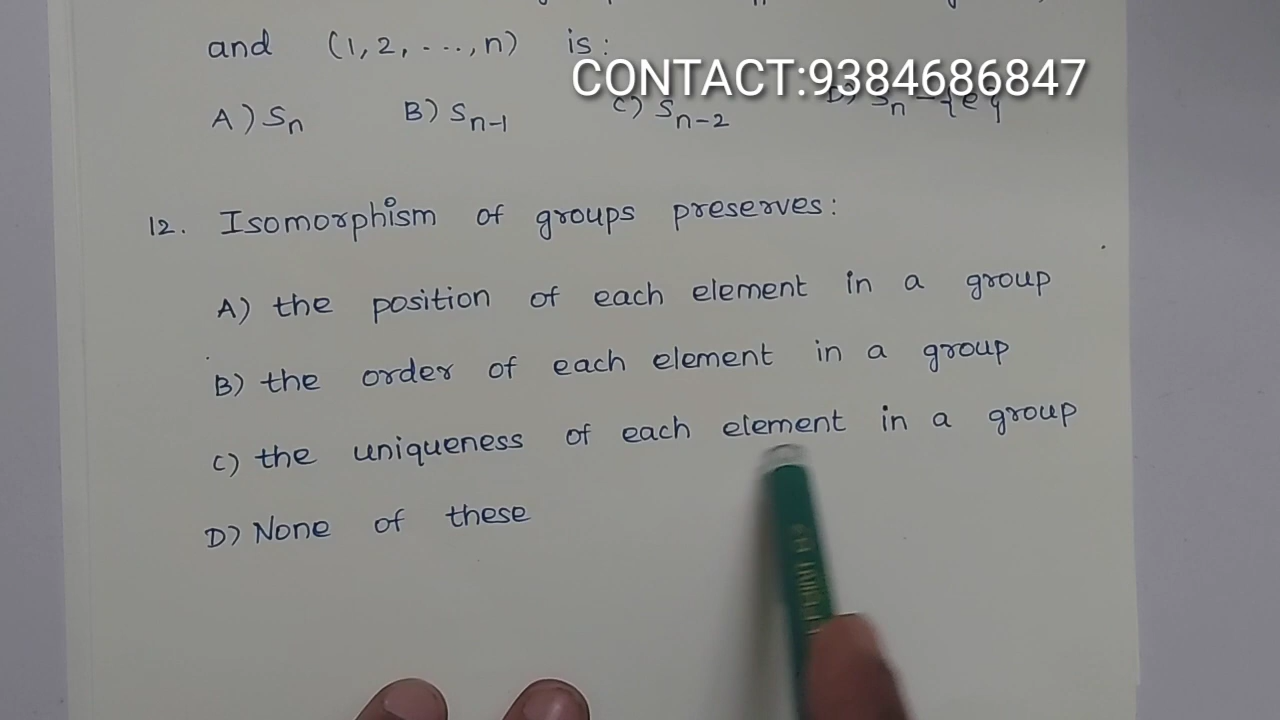 and (1, 2, ..., n) is:
CONTACT:9384686847
A) Sn B) Sn-1 C) Sn-2 D) Sn - {e}
12. Isomorphism of groups preserves:
A) the position of each element in a group
B) the order of each element in a group
C) the uniqueness of each element in a group
D) None of these